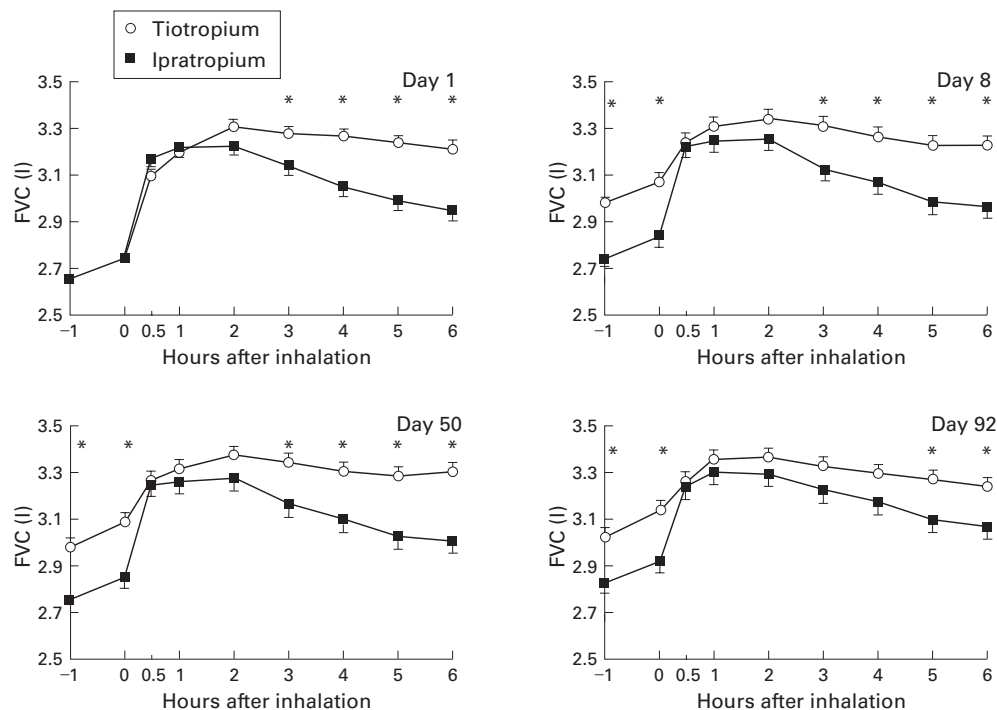 Tiotropium
Ipratropium
Day 1
3.5
3.3
3.1
2.9
2.7
2.5
FVC (l)
* * * *
–1 0 0.5 1 2 3 4 5 6
Hours after inhalation
Day 8
3.5
3.3
3.1
2.9
2.7
2.5
FVC (l)
* * * * * *
–1 0 0.5 1 2 3 4 5 6
Hours after inhalation
Day 50
3.5
3.3
3.1
2.9
2.7
2.5
FVC (l)
* * * * * *
–1 0 0.5 1 2 3 4 5 6
Hours after inhalation
Day 92
3.5
3.3
3.1
2.9
2.7
2.5
FVC (l)
* * * *
–1 0 0.5 1 2 3 4 5 6
Hours after inhalation